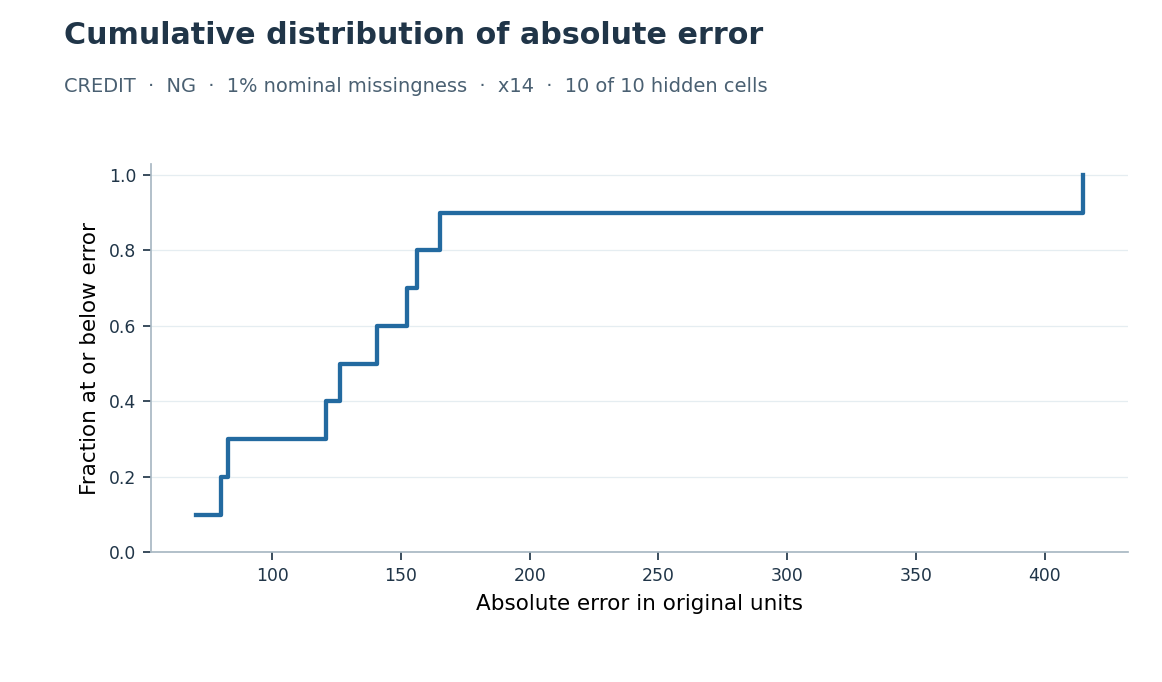 Cumulative distribution of absolute error
CREDIT · NG · 1% nominal missingness · x14 · 10 of 10 hidden cells
Fraction at or below error
1.0
0.8
0.6
0.4
0.2
0.0
100 150 200 250 300 350 400
Absolute error in original units